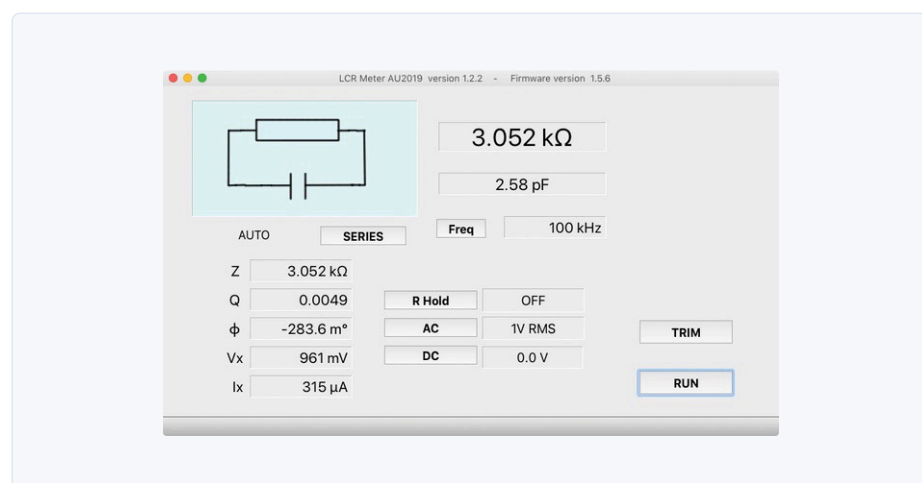 LCR Meter AU2019 version 1.2.2 - Firmware version 1.5.6
3.052 kΩ
2.58 pF
AUTO SERIES Freq 100 kHz
Z 3.052 kΩ
Q 0.0049 R Hold OFF
ϕ -283.6 m° AC 1V RMS TRIM
Vx 961 mV DC 0.0 V
Ix 315 µA RUN